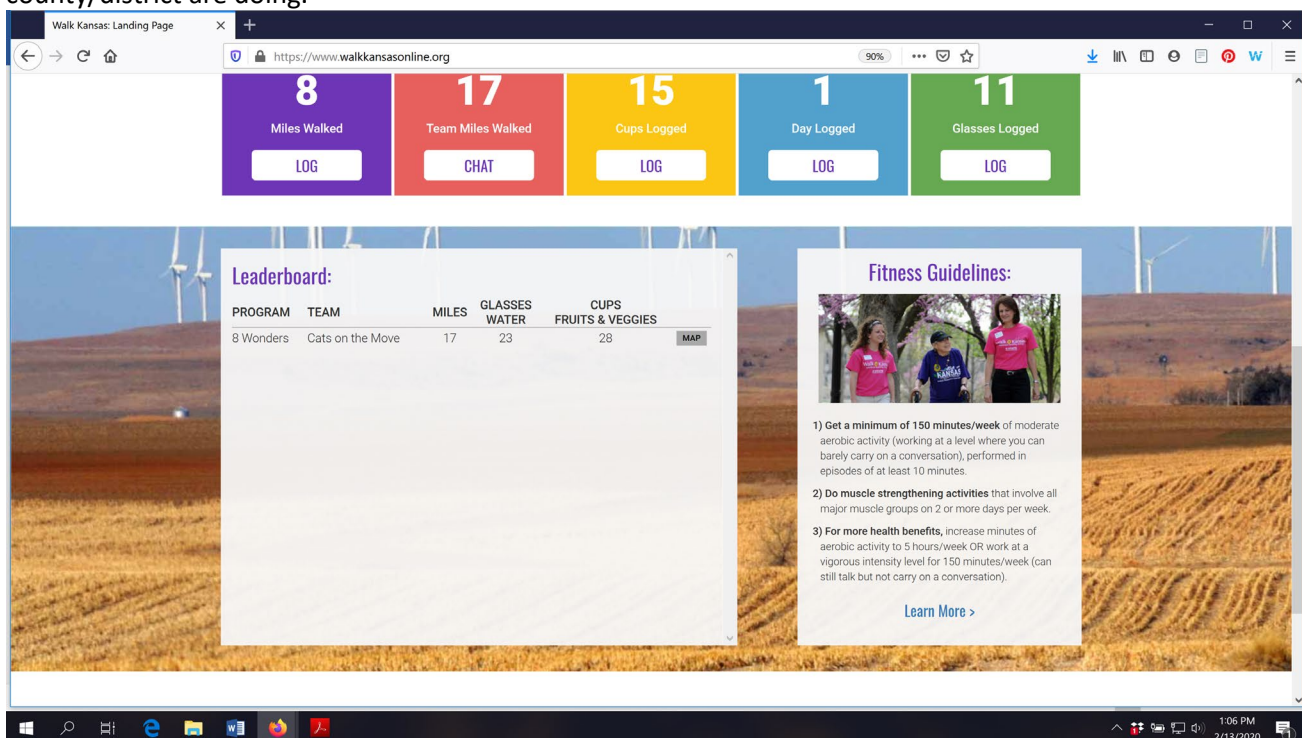 county/district are doing.
Walk Kansas: Landing Page
https://www.walkkansasonline.org
90%
8
17
15
1
11
Miles Walked
Team Miles Walked
Cups Logged
Day Logged
Glasses Logged
LOG
CHAT
LOG
LOG
LOG
Leaderboard:
PROGRAM TEAM MILES GLASSES WATER CUPS FRUITS & VEGGIES
8 Wonders Cats on the Move 17 23 28 MAP
Fitness Guidelines:
KANSAS
1) Get a minimum of 150 minutes/week of moderate
aerobic activity (working at a level where you can
barely carry on a conversation), performed in
episodes of at least 10 minutes.
2) Do muscle strengthening activities that involve all
major muscle groups on 2 or more days per week.
3) For more health benefits, increase minutes of
aerobic activity to 5 hours/week OR work at a
vigorous intensity level for 150 minutes/week (can
still talk but not carry on a conversation).
Learn More >
1:06 PM
2/13/2020